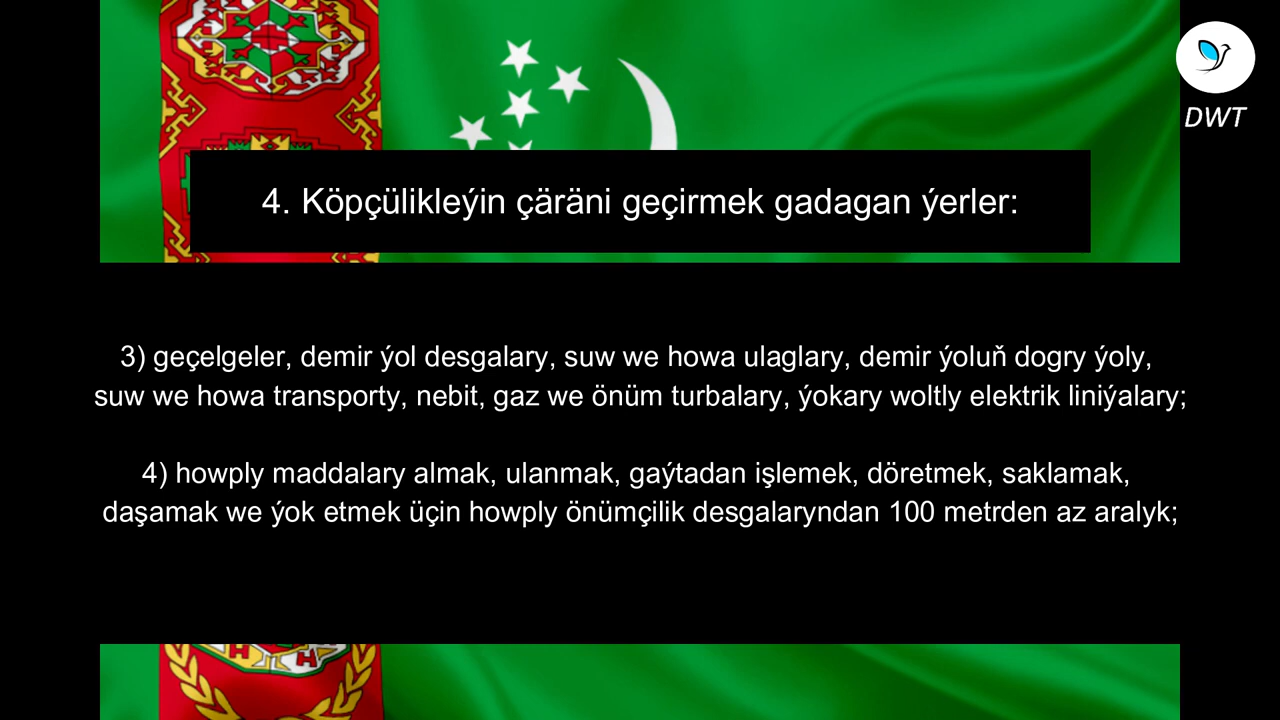 DWT
4. Köpçülikleýin çäräni geçirmek gadagan ýerler:
3) geçelgeler, demir ýol desgalary, suw we howa ulaglary, demir ýoluň dogry ýoly,
suw we howa transporty, nebit, gaz we önüm turbalary, ýokary woltly elektrik liniýalary;
4) howply maddalary almak, ulanmak, gaýtadan işlemek, döretmek, saklamak,
daşamak we ýok etmek üçin howply önümçilik desgalaryndan 100 metrden az aralyk;